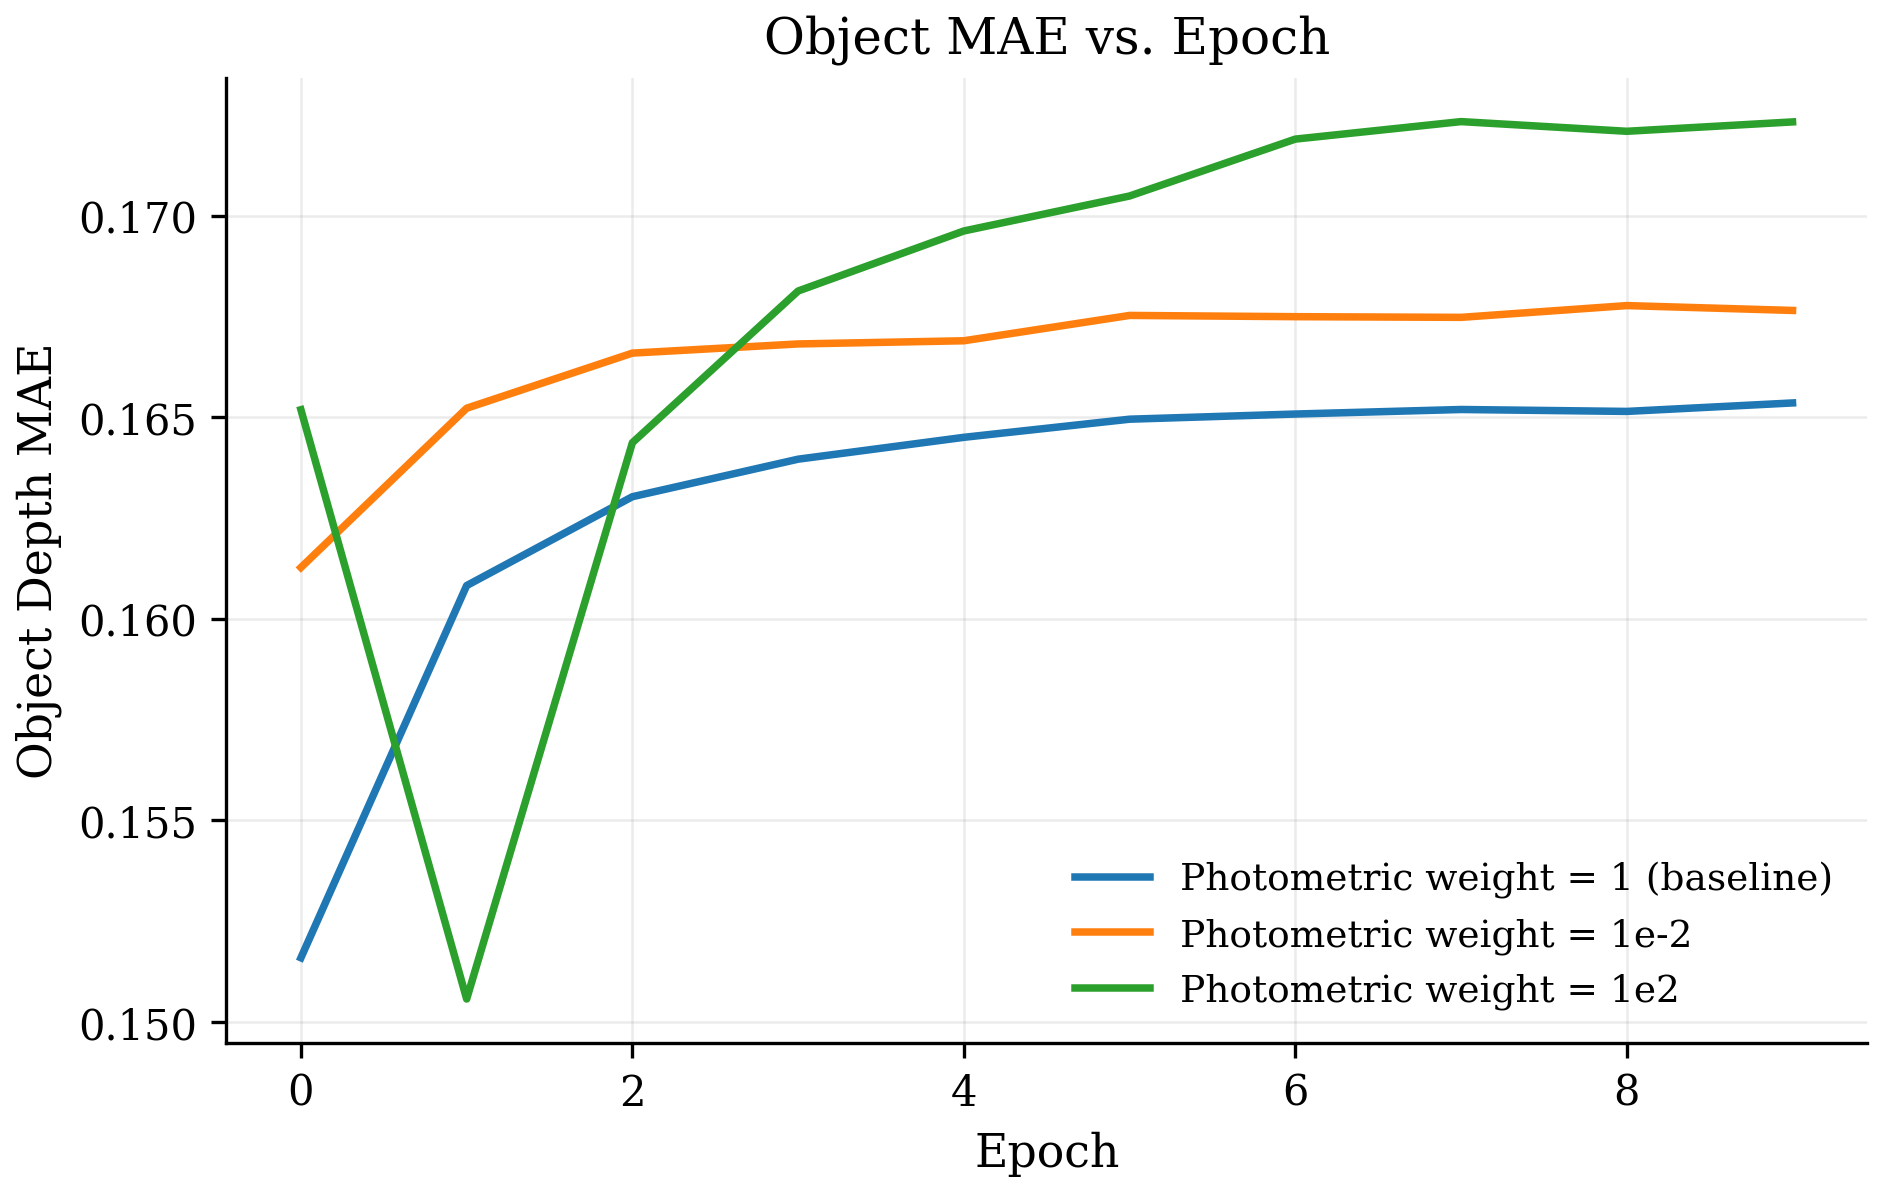 Object MAE vs. Epoch
Object Depth MAE
0.170
0.165
0.160
0.155
0.150
Photometric weight = 1 (baseline)
Photometric weight = 1e-2
Photometric weight = 1e2
0 2 4 6 8
Epoch